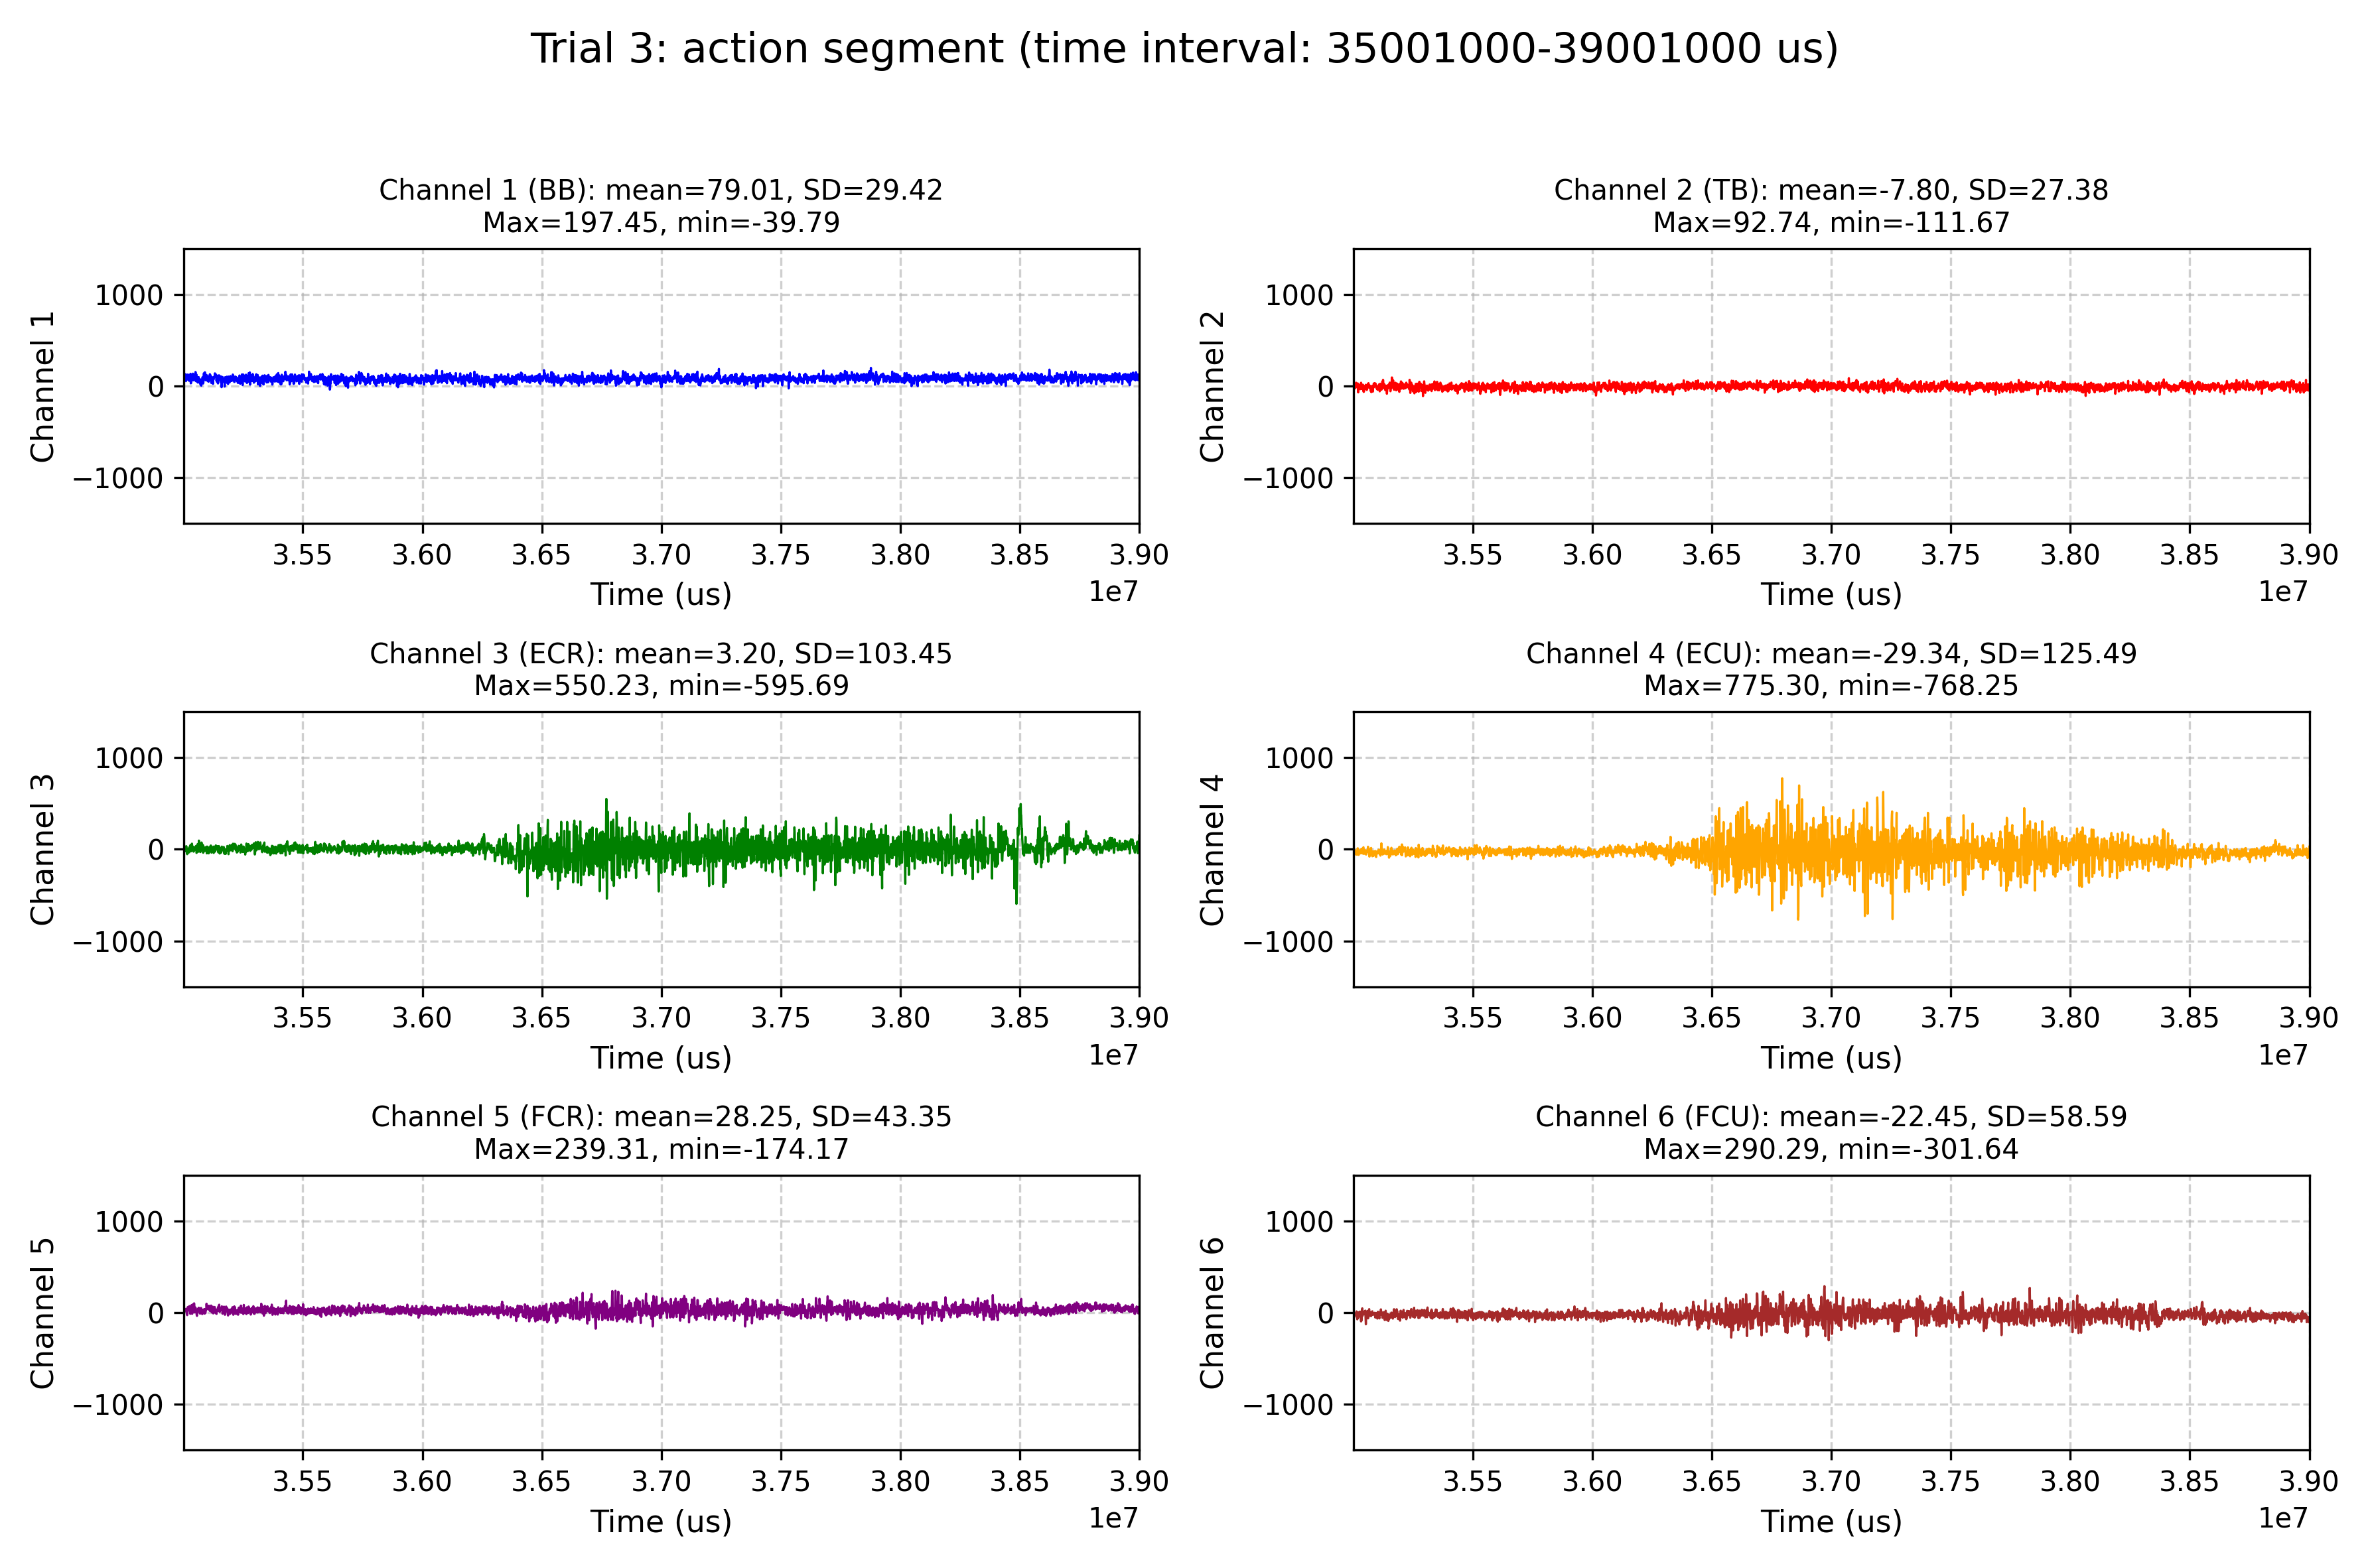 Trial 3: action segment (time interval: 35001000-39001000 us)
Channel 1 (BB): mean=79.01, SD=29.42
Max=197.45, min=-39.79
1000
0
−1000
Channel 1
3.55 3.60 3.65 3.70 3.75 3.80 3.85 3.90
Time (us)
1e7
Channel 2 (TB): mean=-7.80, SD=27.38
Max=92.74, min=-111.67
1000
0
−1000
Channel 2
3.55 3.60 3.65 3.70 3.75 3.80 3.85 3.90
Time (us)
1e7
Channel 3 (ECR): mean=3.20, SD=103.45
Max=550.23, min=-595.69
1000
0
−1000
Channel 3
3.55 3.60 3.65 3.70 3.75 3.80 3.85 3.90
Time (us)
1e7
Channel 4 (ECU): mean=-29.34, SD=125.49
Max=775.30, min=-768.25
1000
0
−1000
Channel 4
3.55 3.60 3.65 3.70 3.75 3.80 3.85 3.90
Time (us)
1e7
Channel 5 (FCR): mean=28.25, SD=43.35
Max=239.31, min=-174.17
1000
0
−1000
Channel 5
3.55 3.60 3.65 3.70 3.75 3.80 3.85 3.90
Time (us)
1e7
Channel 6 (FCU): mean=-22.45, SD=58.59
Max=290.29, min=-301.64
1000
0
−1000
Channel 6
3.55 3.60 3.65 3.70 3.75 3.80 3.85 3.90
Time (us)
1e7